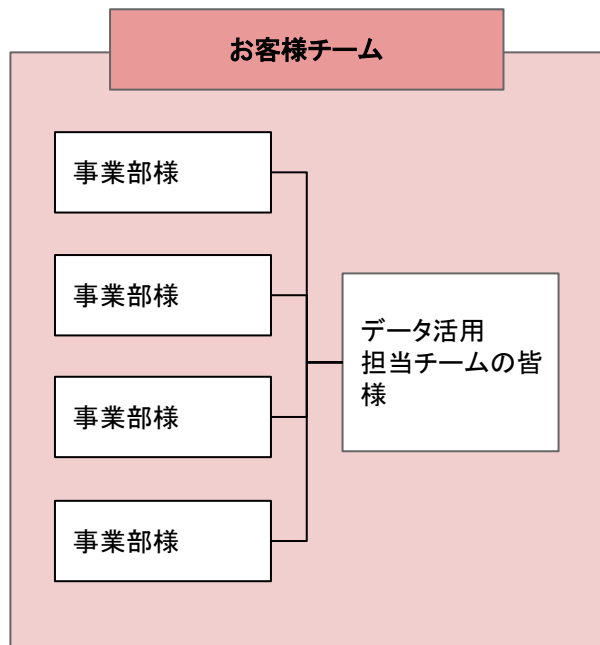 お客様チーム
事業部様
事業部様
事業部様
事業部様
データ活用
担当チームの皆
様